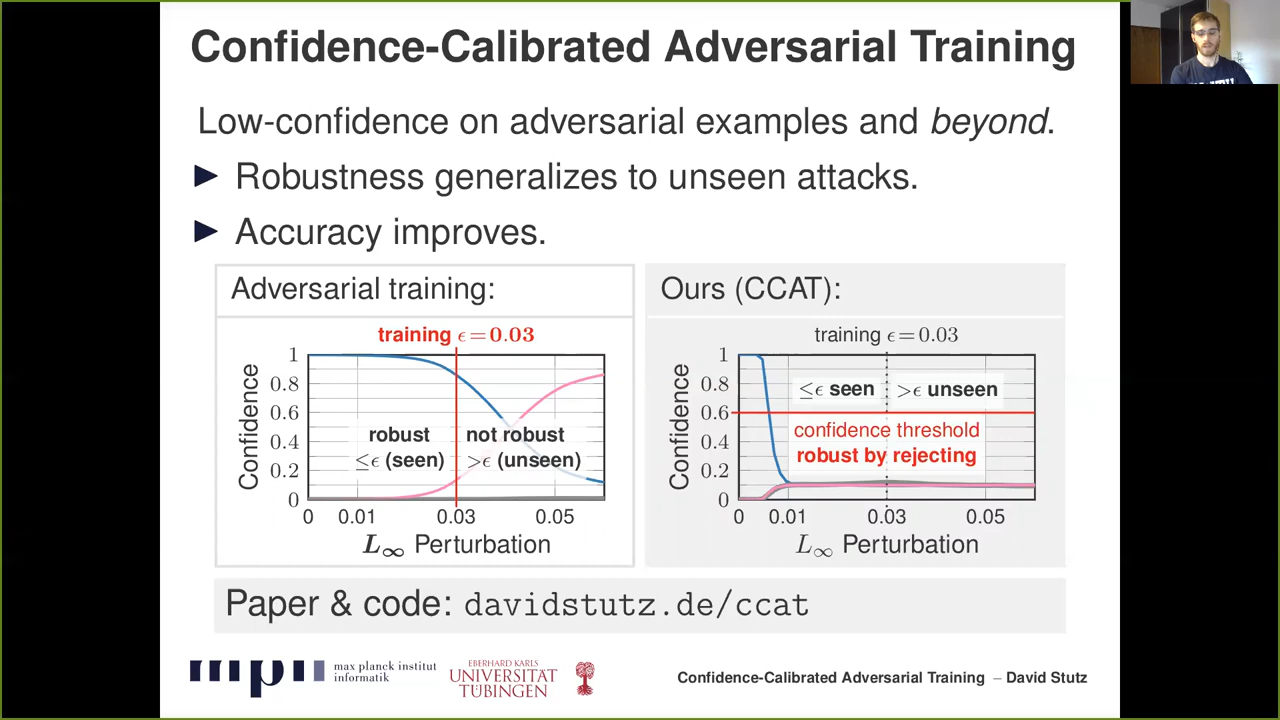 Confidence-Calibrated Adversarial Training
Low-confidence on adversarial examples and beyond.
Robustness generalizes to unseen attacks.
Accuracy improves.
Adversarial training:
training ϵ=0.03
Confidence
1
0.8
0.6
0.4
0.2
0
robust
≤ϵ (seen)
not robust
>ϵ (unseen)
0 0.01 0.03 0.05
L∞ Perturbation
Ours (CCAT):
training ϵ=0.03
Confidence
1
0.8
0.6
0.4
0.2
0
≤ϵ seen
>ϵ unseen
confidence threshold
robust by rejecting
0 0.01 0.03 0.05
L∞ Perturbation
Paper & code: davidstutz.de/ccat
max planck institut
informatik
EBERHARD KARLS
UNIVERSITÄT
TÜBINGEN
Confidence-Calibrated Adversarial Training – David Stutz